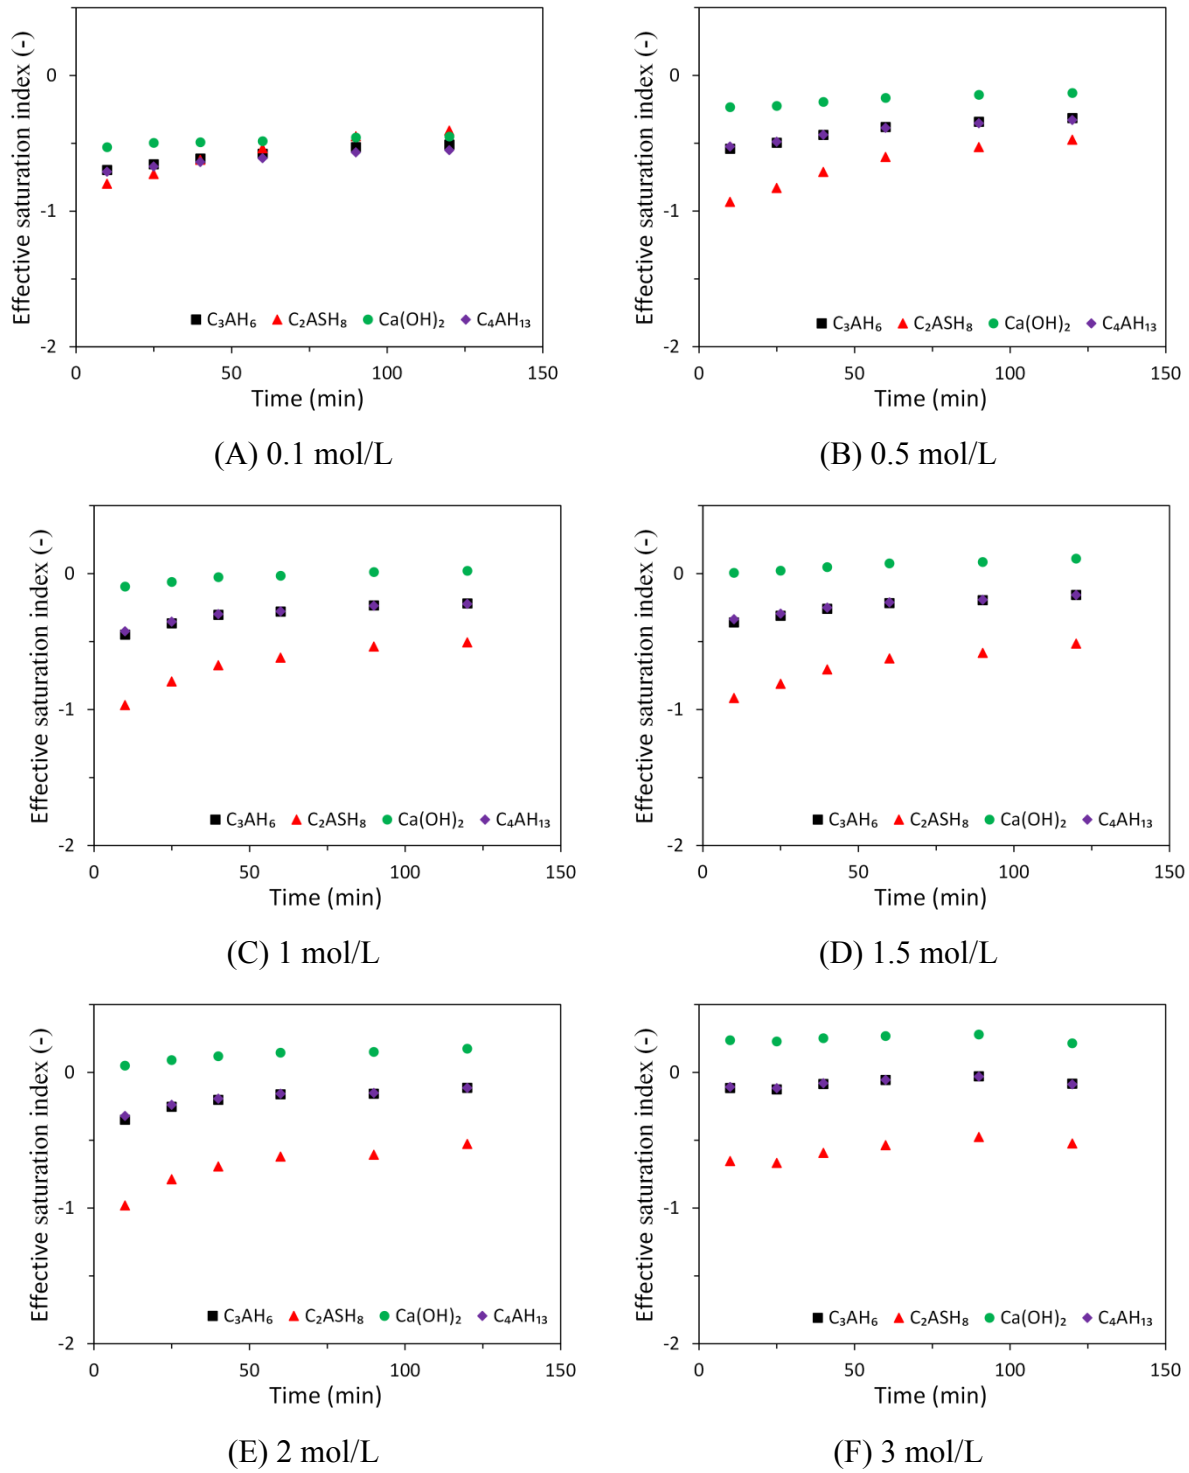 Effective saturation index (-)
0
-1
-2
C₃AH₆ C₂ASH₈ Ca(OH)₂ C₄AH₁₃
0 50 100 150
Time (min)
(A) 0.1 mol/L
Effective saturation index (-)
0
-1
-2
C₃AH₆ C₂ASH₈ Ca(OH)₂ C₄AH₁₃
0 50 100 150
Time (min)
(B) 0.5 mol/L
Effective saturation index (-)
0
-1
-2
C₃AH₆ C₂ASH₈ Ca(OH)₂ C₄AH₁₃
0 50 100 150
Time (min)
(C) 1 mol/L
Effective saturation index (-)
0
-1
-2
C₃AH₆ C₂ASH₈ Ca(OH)₂ C₄AH₁₃
0 50 100 150
Time (min)
(D) 1.5 mol/L
Effective saturation index (-)
0
-1
-2
C₃AH₆ C₂ASH₈ Ca(OH)₂ C₄AH₁₃
0 50 100 150
Time (min)
(E) 2 mol/L
Effective saturation index (-)
0
-1
-2
C₃AH₆ C₂ASH₈ Ca(OH)₂ C₄AH₁₃
0 50 100 150
Time (min)
(F) 3 mol/L